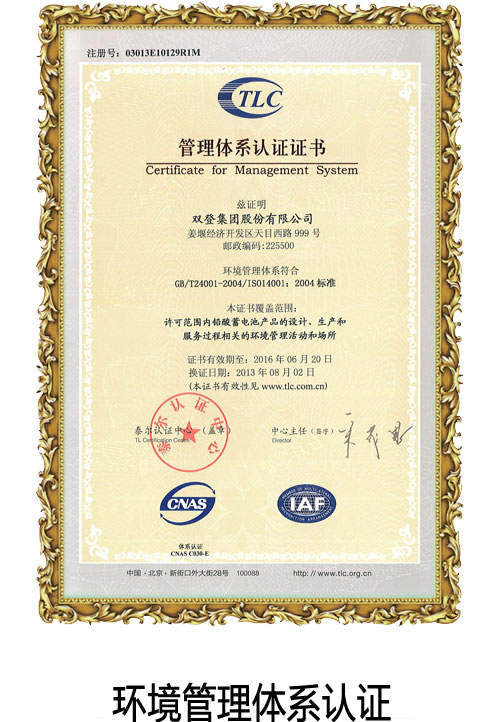 注册号：03013E10129R1M
TLC
管理体系认证证书
Certificate for Management System
兹证明
双登集团股份有限公司
姜堰经济开发区天目西路 999 号
邮政编码:225500
环境管理体系符合
GB/T24001-2004/ISO14001：2004 标准
本证书覆盖范围：
许可范围内铅酸蓄电池产品的设计、生产和
服务过程相关的环境管理活动和场所
证书有效期至：2016 年 06 月 20 日
换证日期：2013 年 08 月 02 日
(本证书有效性见 www.tlc.com.cn)
泰尔认证中心（盖章）
TL Certification Centre
中心主任（签字）
Director
泰尔认证中心
CNAS
IAF
体系认证
CNAS C030-E
中国·北京·新街口外大街28号 100088
http://www.tlc.org.cn
环境管理体系认证